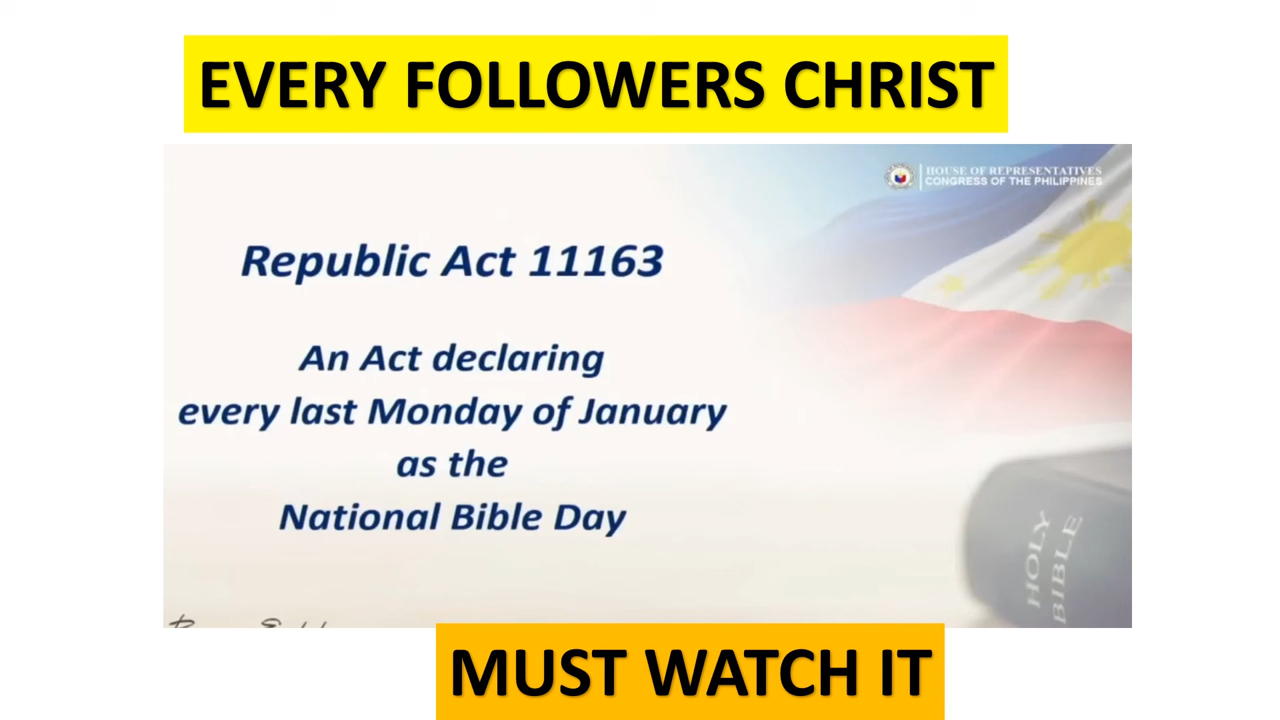 EVERY FOLLOWERS CHRIST
HOUSE OF REPRESENTATIVES
CONGRESS OF THE PHILIPPINES
Republic Act 11163
An Act declaring
every last Monday of January
as the
National Bible Day
HOLY
BIBLE
MUST WATCH IT